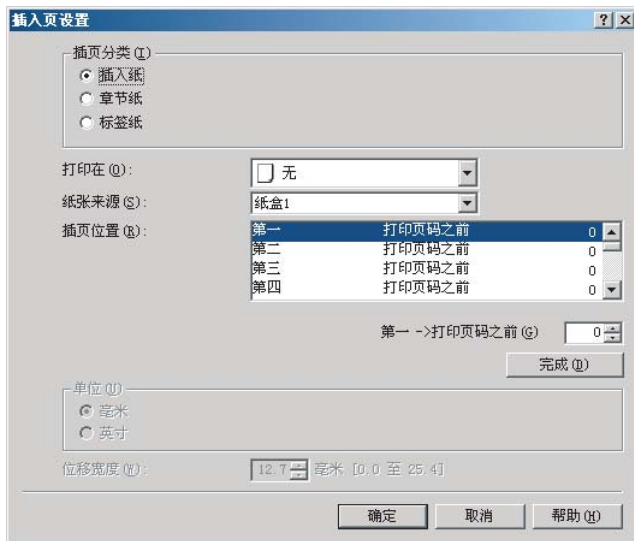 插入页设置
插页分类(I)
插入纸
章节纸
标签纸
打印在(O): 无
纸张来源(S): 纸盒1
插页位置(R): 第一 打印页码之前 0
第二 打印页码之前 0
第三 打印页码之前 0
第四 打印页码之前 0
第一 ->打印页码之前(G) 0
完成(D)
单位(U)
毫米
英寸
位移宽度(W): 12.7 毫米 [0.0 至 25.4]
确定 取消 帮助(H)